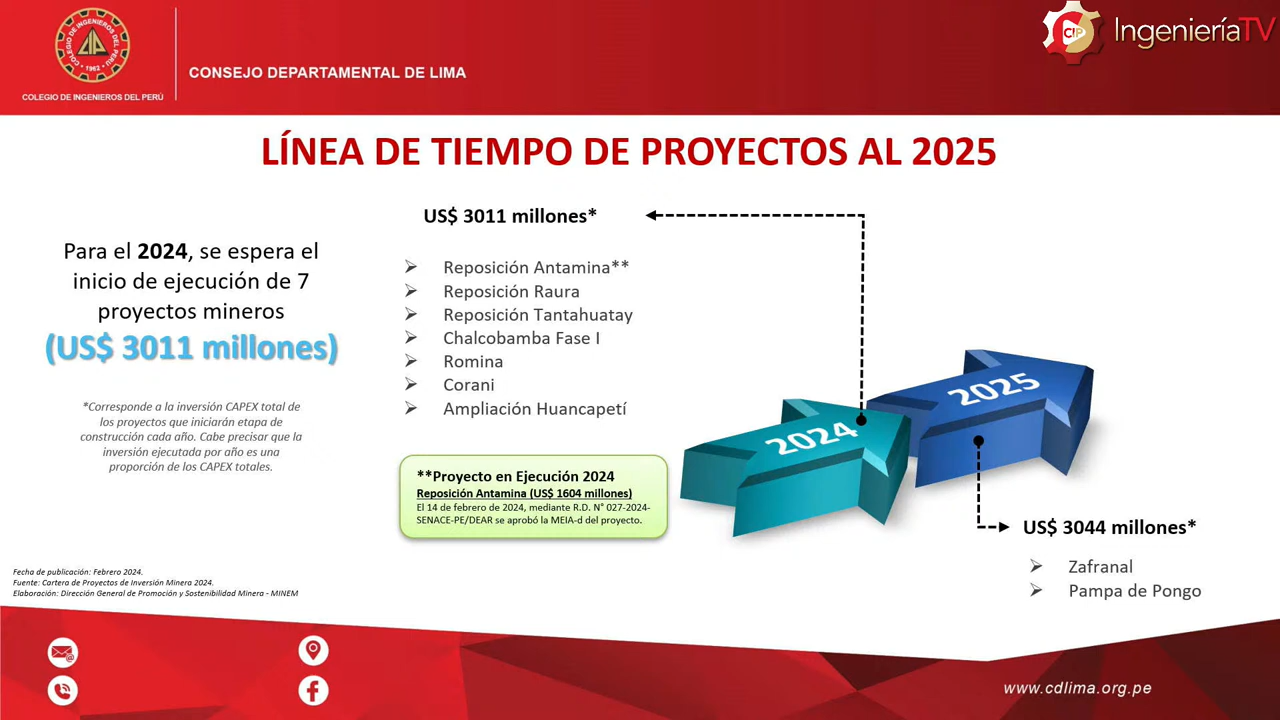 COLEGIO DE INGENIEROS DEL PERÚ
1962
COLEGIO DE INGENIEROS DEL PERÚ
CONSEJO DEPARTAMENTAL DE LIMA
CIP
IngenieríaTV
LÍNEA DE TIEMPO DE PROYECTOS AL 2025
Para el 2024, se espera el
inicio de ejecución de 7
proyectos mineros
(US$ 3011 millones)
*Corresponde a la inversión CAPEX total de
los proyectos que iniciarán etapa de
construcción cada año. Cabe precisar que la
inversión ejecutada por año es una
proporción de los CAPEX totales.
US$ 3011 millones*
Reposición Antamina**
Reposición Raura
Reposición Tantahuatay
Chalcobamba Fase I
Romina
Corani
Ampliación Huancapetí
**Proyecto en Ejecución 2024
Reposición Antamina (US$ 1604 millones)
El 14 de febrero de 2024, mediante R.D. N° 027-2024-
SENACE-PE/DEAR se aprobó la MEIA-d del proyecto.
2024
2025
US$ 3044 millones*
Zafranal
Pampa de Pongo
Fecha de publicación: Febrero 2024.
Fuente: Cartera de Proyectos de Inversión Minera 2024.
Elaboración: Dirección General de Promoción y Sostenibilidad Minera - MINEM
www.cdlima.org.pe